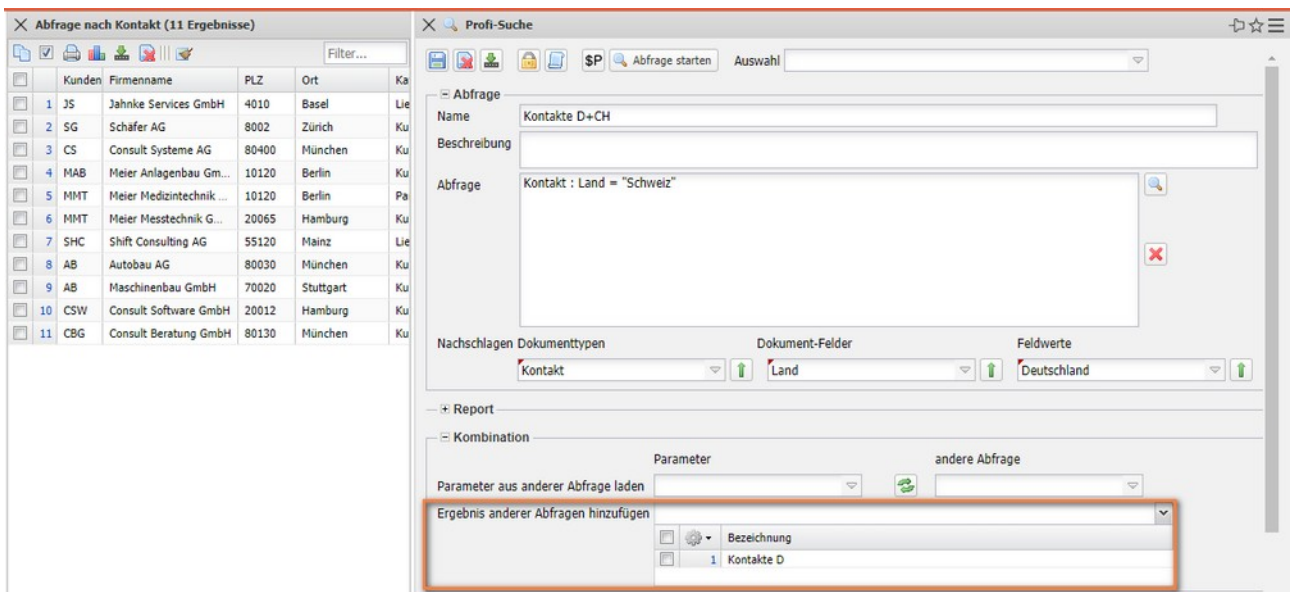 Abfrage nach Kontakt (11 Ergebnisse)
Filter...
Kunden Firmenname PLZ Ort Ka
1 JS Jahnke Services GmbH 4010 Basel Lie
2 SG Schäfer AG 8002 Zürich Ku
3 CS Consult Systeme AG 80400 München Ku
4 MAB Meier Anlagenbau Gm... 10120 Berlin Ku
5 MMT Meier Medizintechnik ... 10120 Berlin Pa
6 MMT Meier Messtechnik G... 20065 Hamburg Ku
7 SHC Shift Consulting AG 55120 Mainz Lie
8 AB Autobau AG 80030 München Ku
9 AB Maschinenbau GmbH 70020 Stuttgart Ku
10 CSW Consult Software GmbH 20012 Hamburg Ku
11 CBG Consult Beratung GmbH 80130 München Ku
Profi-Suche
$P Abfrage starten Auswahl
Abfrage
Name Kontakte D+CH
Beschreibung
Abfrage Kontakt : Land = "Schweiz"
Nachschlagen Dokumenttypen Dokument-Felder Feldwerte
Kontakt Land Deutschland
Report
Kombination
Parameter andere Abfrage
Parameter aus anderer Abfrage laden
Ergebnis anderer Abfragen hinzufügen
Bezeichnung
1 Kontakte D